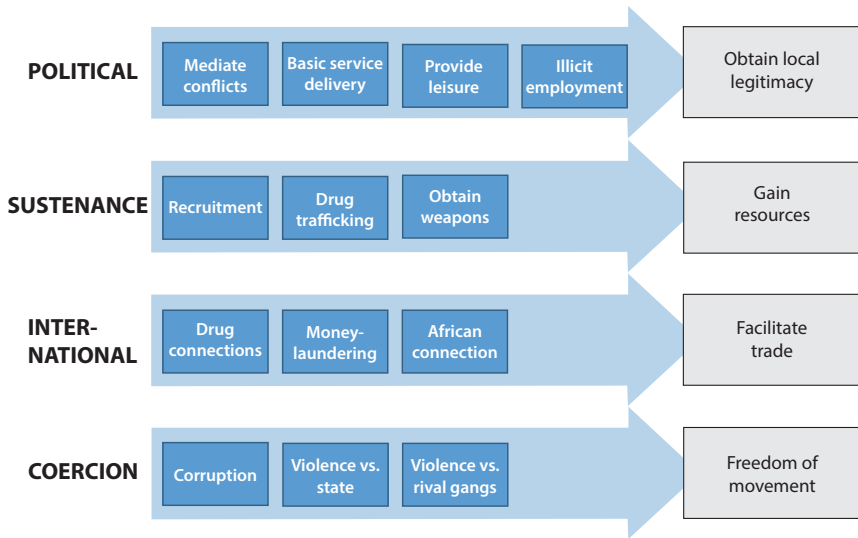 POLITICAL
Mediate
conflicts
Basic service
delivery
Provide
leisure
Illicit
employment
Obtain local
legitimacy
SUSTENANCE
Recruitment
Drug
trafficking
Obtain
weapons
Gain
resources
INTER-
NATIONAL
Drug
connections
Money-
laundering
African
connection
Facilitate
trade
COERCION
Corruption
Violence vs.
state
Violence vs.
rival gangs
Freedom of
movement